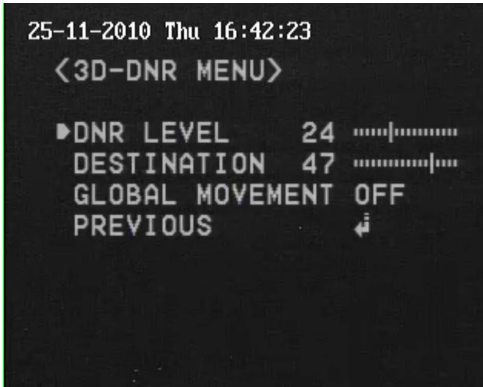 25-11-2010 Thu 16:42:23
<3D-DNR MENU>
DNR LEVEL 24
DESTINATION 47
GLOBAL MOVEMENT OFF
PREVIOUS